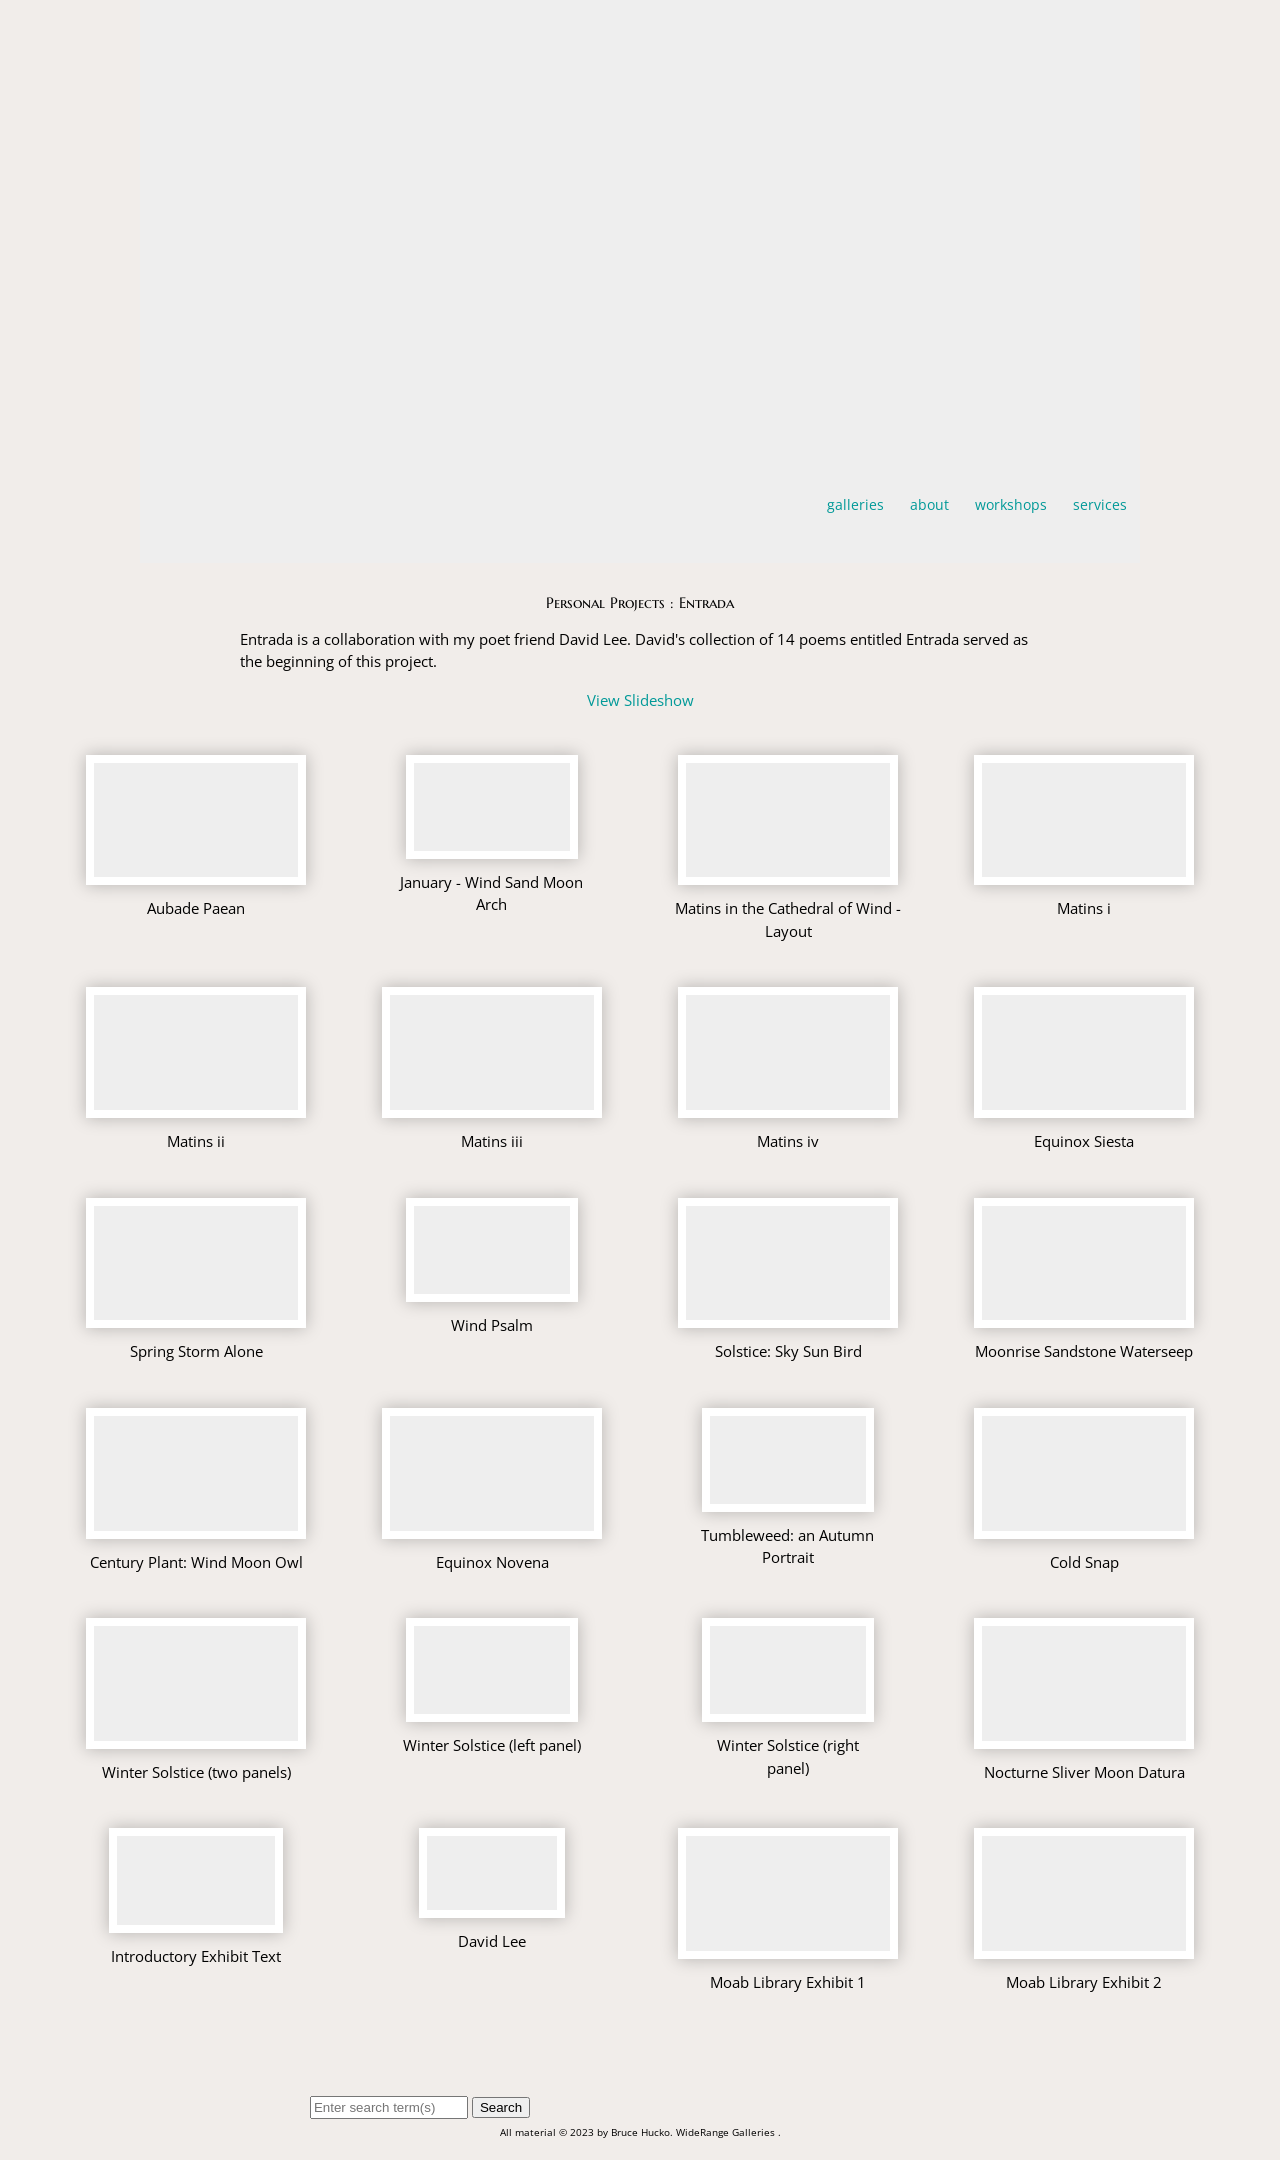 galleries about workshops services
Personal Projects : Entrada
Entrada is a collaboration with my poet friend David Lee. David's collection of 14 poems entitled Entrada served as
the beginning of this project.
View Slideshow
Aubade Paean
January - Wind Sand Moon
Arch
Matins in the Cathedral of Wind -
Layout
Matins i
Matins ii
Matins iii
Matins iv
Equinox Siesta
Spring Storm Alone
Wind Psalm
Solstice: Sky Sun Bird
Moonrise Sandstone Waterseep
Century Plant: Wind Moon Owl
Equinox Novena
Tumbleweed: an Autumn
Portrait
Cold Snap
Winter Solstice (two panels)
Winter Solstice (left panel)
Winter Solstice (right
panel)
Nocturne Sliver Moon Datura
Introductory Exhibit Text
David Lee
Moab Library Exhibit 1
Moab Library Exhibit 2
Enter search term(s) Search
All material © 2023 by Bruce Hucko. WideRange Galleries .